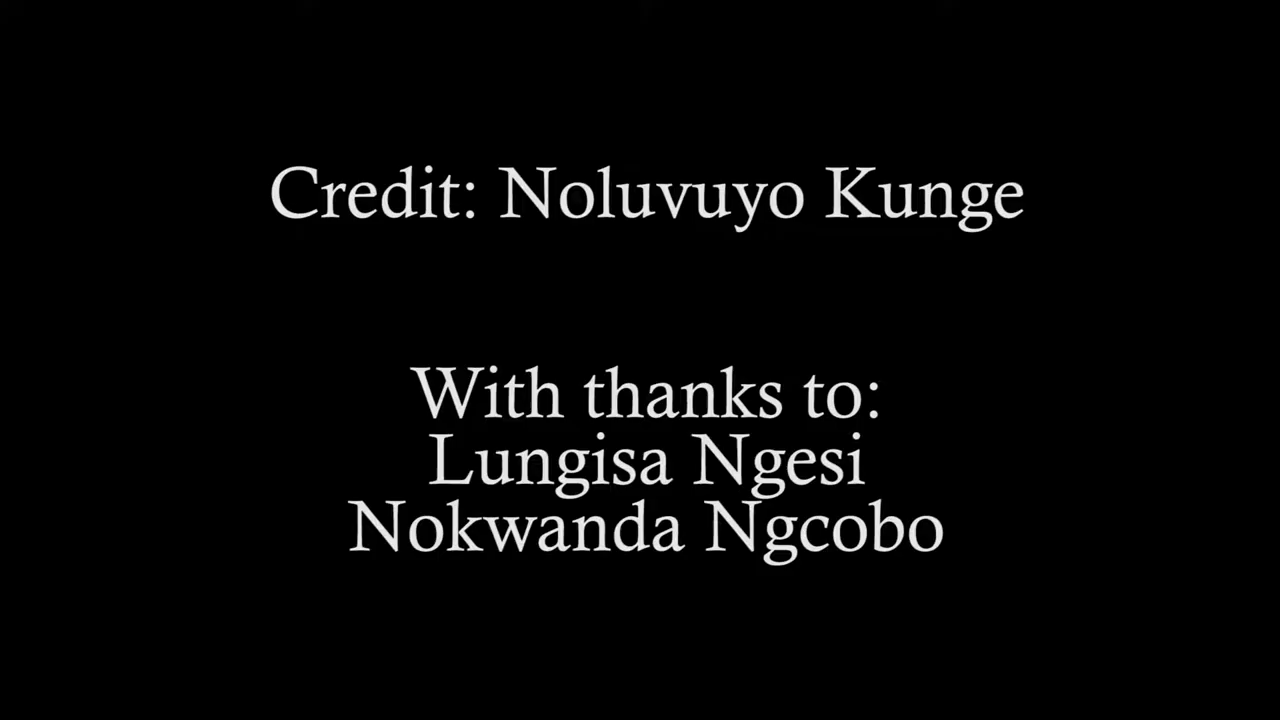 Credit: Noluvuyo Kunge
With thanks to:
Lungisa Ngesi
Nokwanda Ngcobo